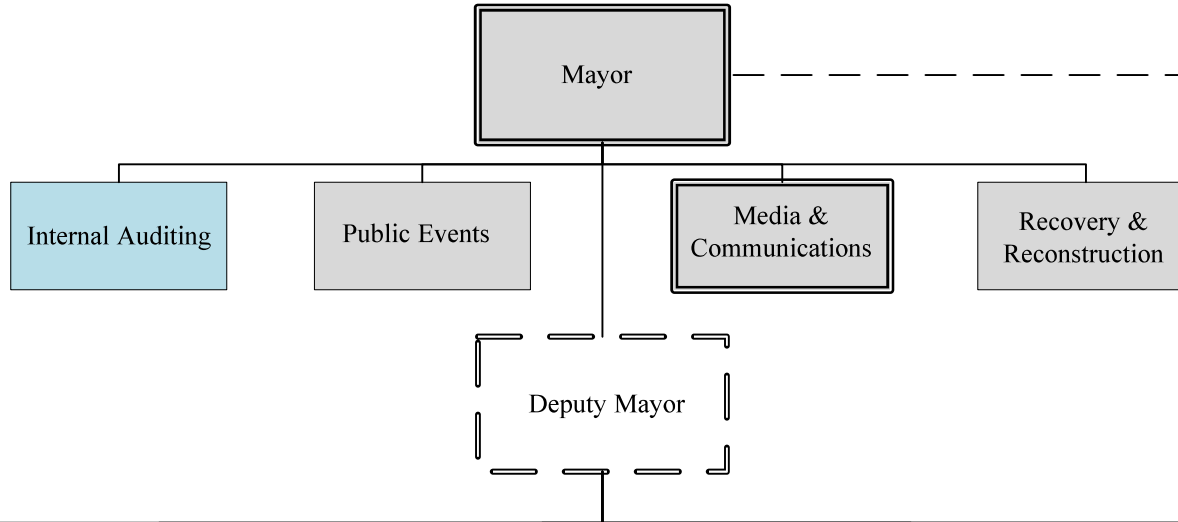 Mayor
Internal Auditing
Public Events
Media &
Communications
Recovery &
Reconstruction
Deputy Mayor